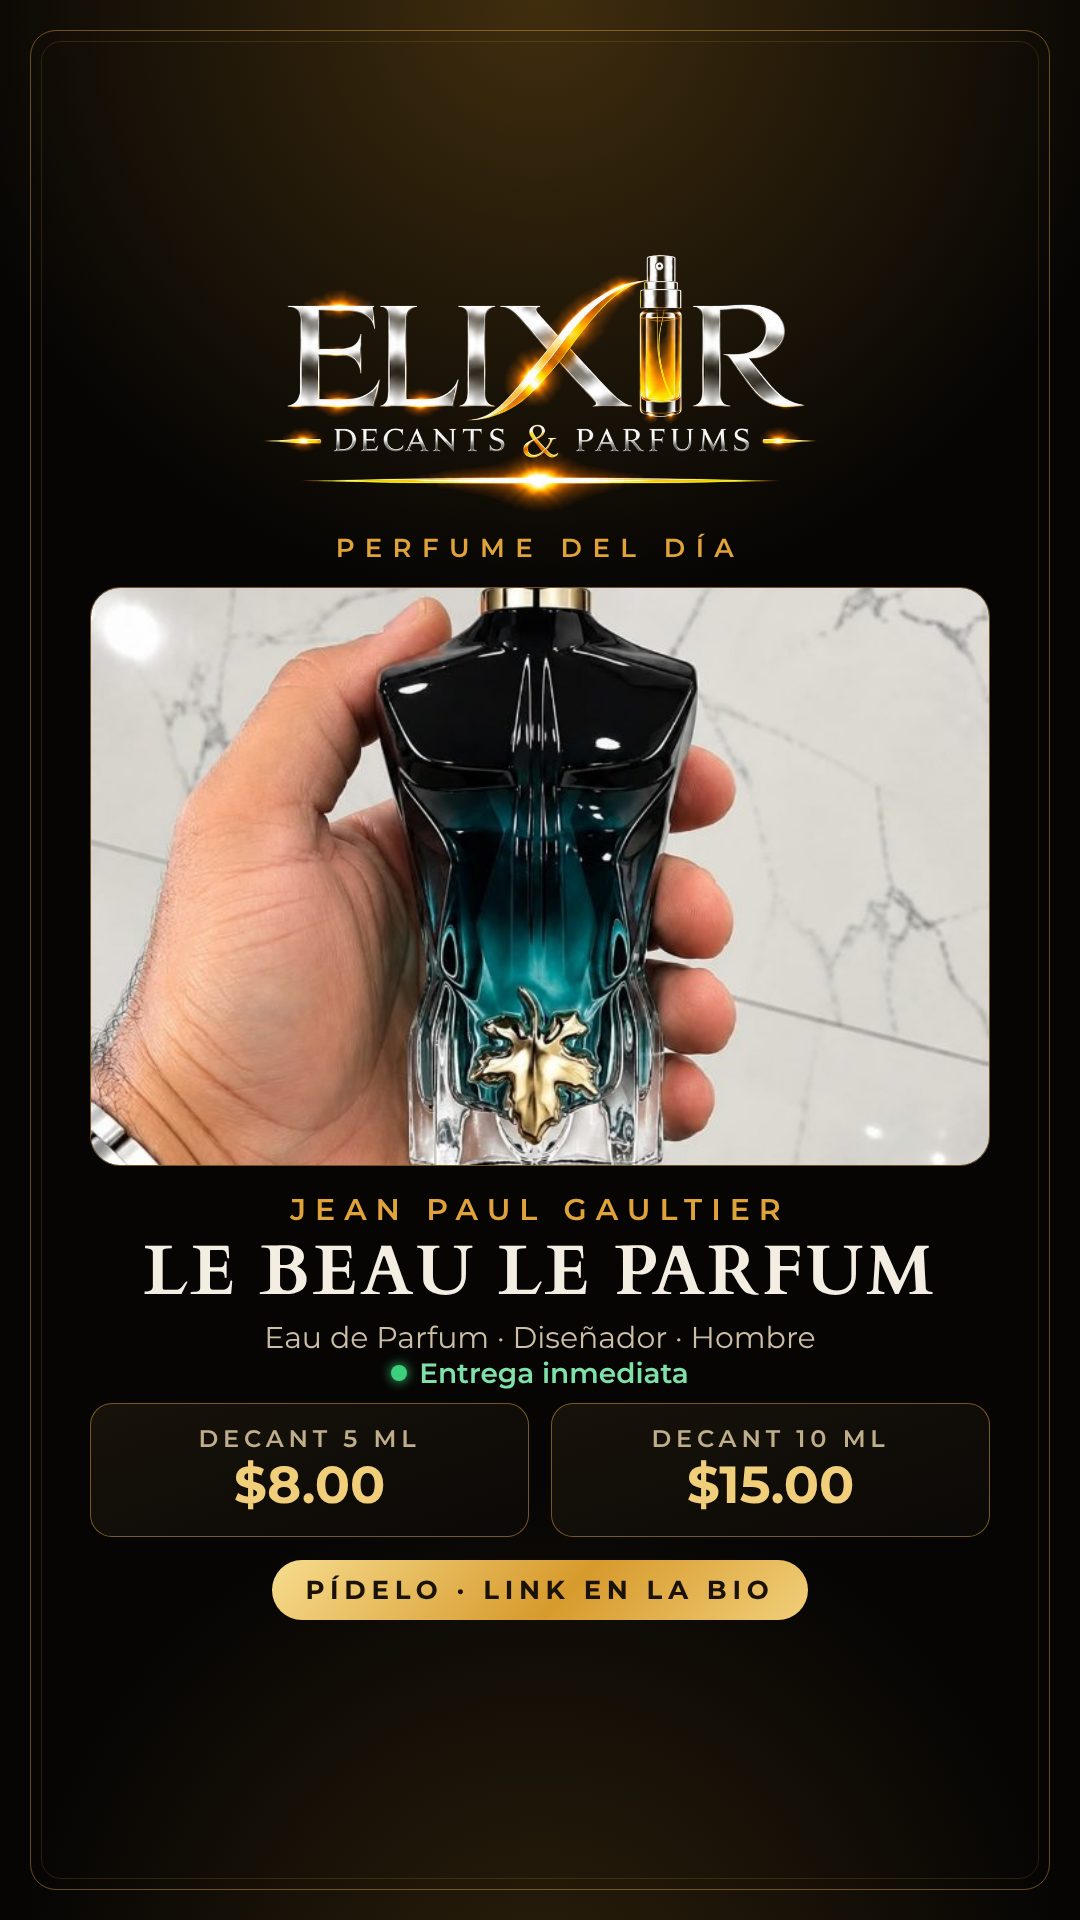 ELIXIR
DECANTS & PARFUMS
PERFUME DEL DÍA
JEAN PAUL GAULTIER
LE BEAU LE PARFUM
Eau de Parfum · Diseñador · Hombre
Entrega inmediata
DECANT 5 ML
$8.00
DECANT 10 ML
$15.00
PÍDELO · LINK EN LA BIO